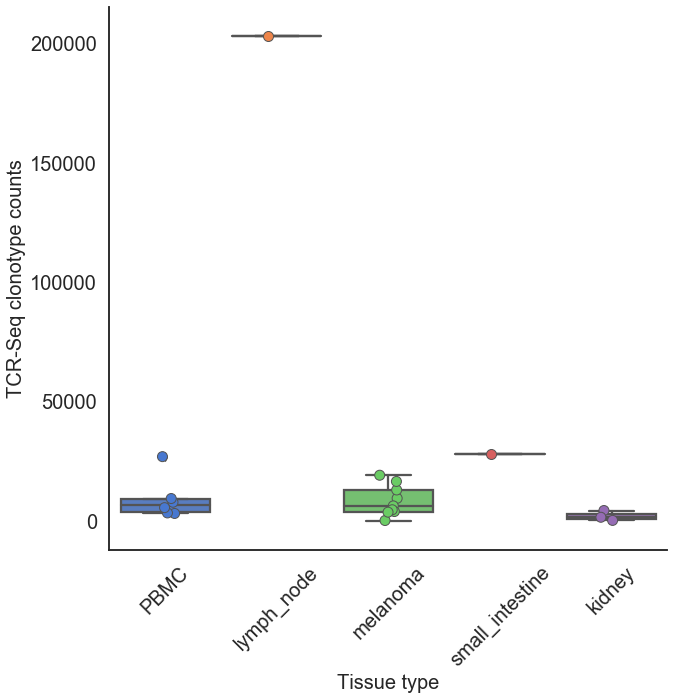 TCR-Seq clonotype counts
200000
150000
100000
50000
0
PBMC
lymph_node
melanoma
small_intestine
kidney
Tissue type